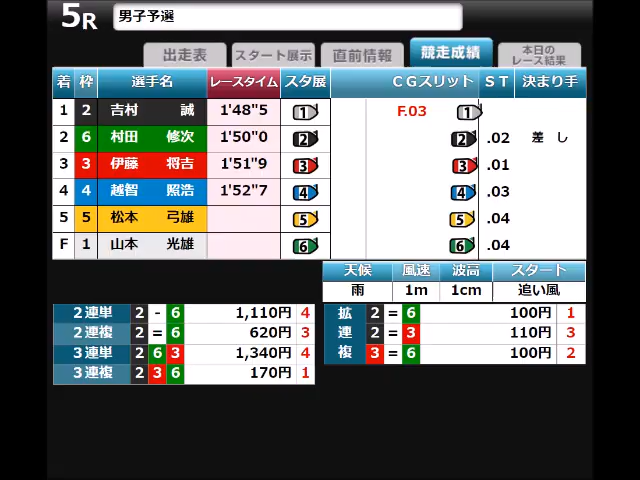 5R 男子予選
出走表 スタート展示 直前情報 競走成績 本日のレース結果
着 枠 選手名 レースタイム スタ展 CGスリット ST 決まり手
1 2 吉村 誠 1'48"5 1 F.03 1
2 6 村田 修次 1'50"0 2 2 .02 差し
3 3 伊藤 将吉 1'51"9 3 3 .01
4 4 越智 照浩 1'52"7 4 4 .03
5 5 松本 弓雄 5 5 .04
F 1 山本 光雄 6 6 .04
天候 風速 波高 スタート
雨 1m 1cm 追い風
2連単 2 - 6 1,110円 4
2連複 2 = 6 620円 3
3連単 2 6 3 1,340円 4
3連複 2 3 6 170円 1
拡 2 = 6 100円 1
連 2 = 3 110円 3
複 3 = 6 100円 2